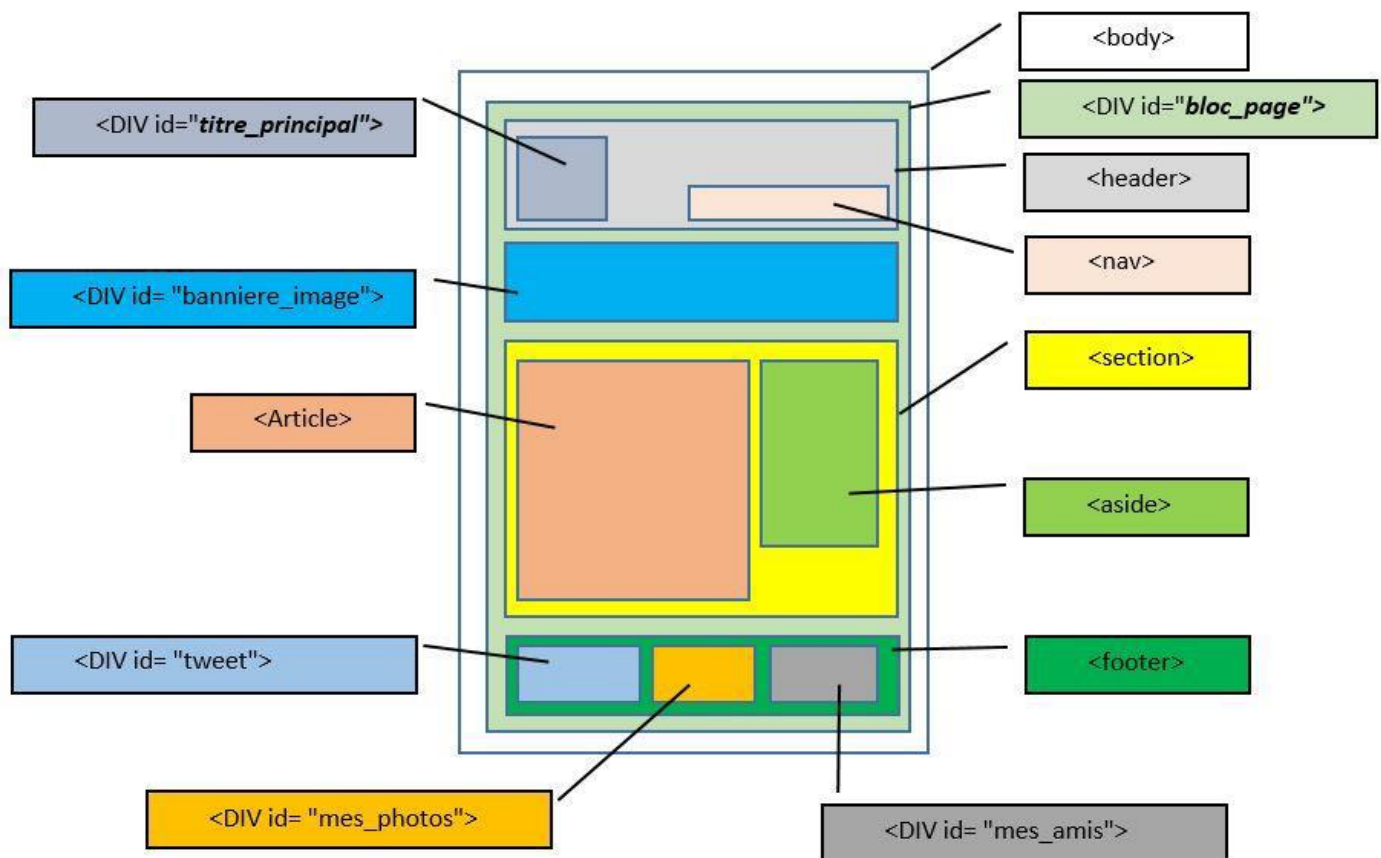 <body>
<DIV id="titre_principal">
<DIV id="bloc_page">
<header>
<nav>
<DIV id= "banniere_image">
<section>
<Article>
<aside>
<DIV id= "tweet">
<footer>
<DIV id= "mes_photos">
<DIV id= "mes_amis">